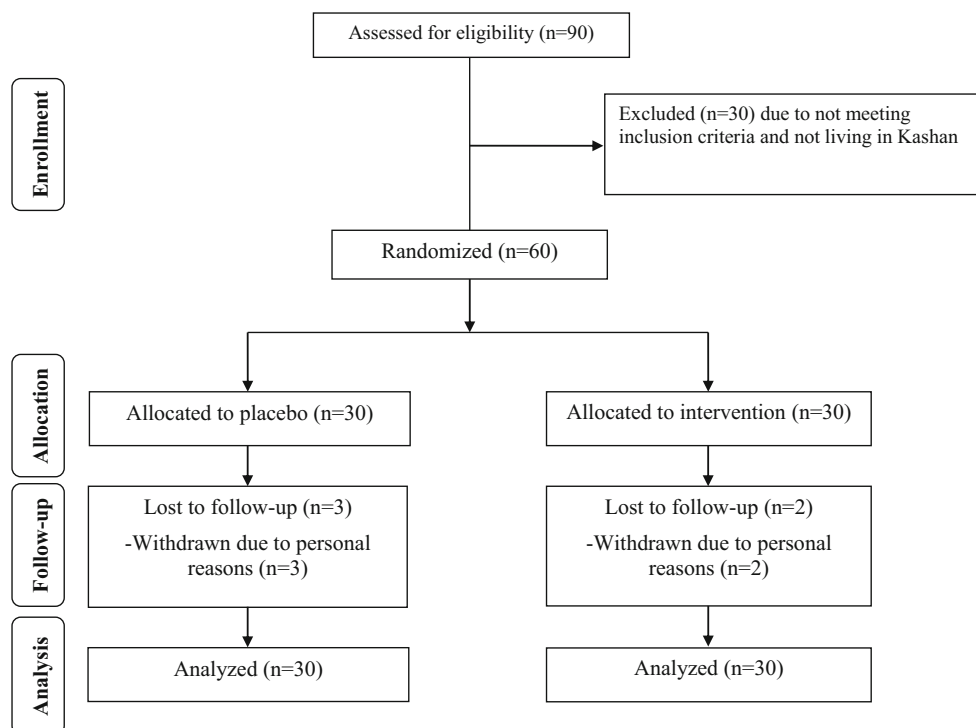 Assessed for eligibility (n=90)
Enrollment
Excluded (n=30) due to not meeting
inclusion criteria and not living in Kashan
Randomized (n=60)
Allocation
Allocated to placebo (n=30)
Allocated to intervention (n=30)
Follow-up
Lost to follow-up (n=3)
-Withdrawn due to personal
reasons (n=3)
Lost to follow-up (n=2)
-Withdrawn due to personal
reasons (n=2)
Analysis
Analyzed (n=30)
Analyzed (n=30)